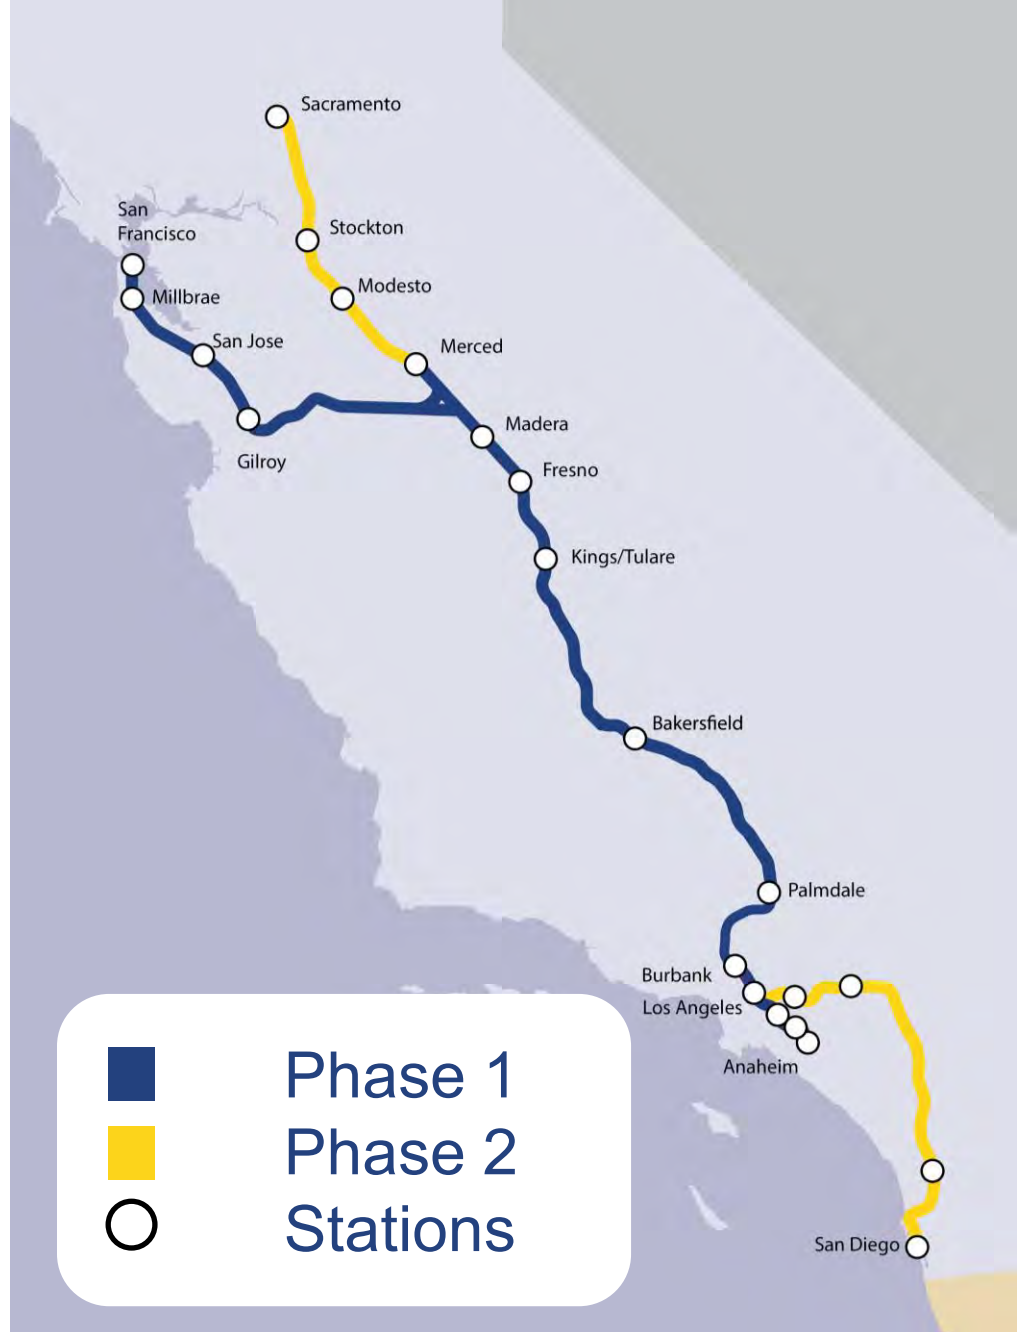 Sacramento
San
Francisco
Stockton
Modesto
Millbrae
San Jose
Merced
Madera
Gilroy
Fresno
Kings/Tulare
Bakersfield
Palmdale
Burbank
Los Angeles
Anaheim
San Diego
Phase 1
Phase 2
Stations